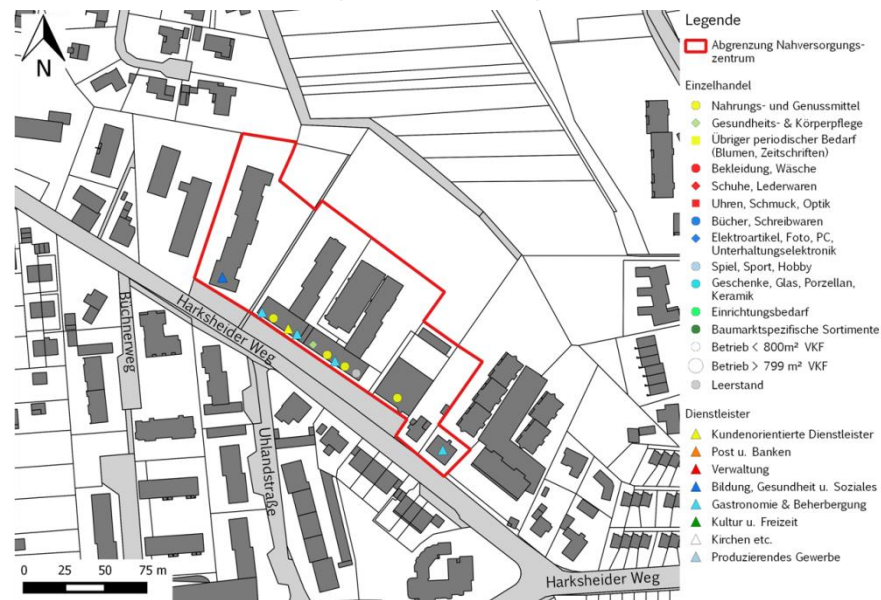 N
Harksheider Weg
Büchnerweg
Uhlandstraße
Harksheider Weg
0 25 50 75 m
Legende
Abgrenzung Nahversorgungs-
zentrum
Einzelhandel
Nahrungs- und Genussmittel
Gesundheits- & Körperpflege
Übriger periodischer Bedarf
(Blumen, Zeitschriften)
Bekleidung, Wäsche
Schuhe, Lederwaren
Uhren, Schmuck, Optik
Bücher, Schreibwaren
Elektroartikel, Foto, PC,
Unterhaltungselektronik
Spiel, Sport, Hobby
Geschenke, Glas, Porzellan,
Keramik
Einrichtungsbedarf
Baumarktspezifische Sortimente
Betrieb < 800m² VKF
Betrieb > 799 m² VKF
Leerstand
Dienstleister
Kundenorientierte Dienstleister
Post u. Banken
Verwaltung
Bildung, Gesundheit u. Soziales
Gastronomie & Beherbergung
Kultur u. Freizeit
Kirchen etc.
Produzierendes Gewerbe